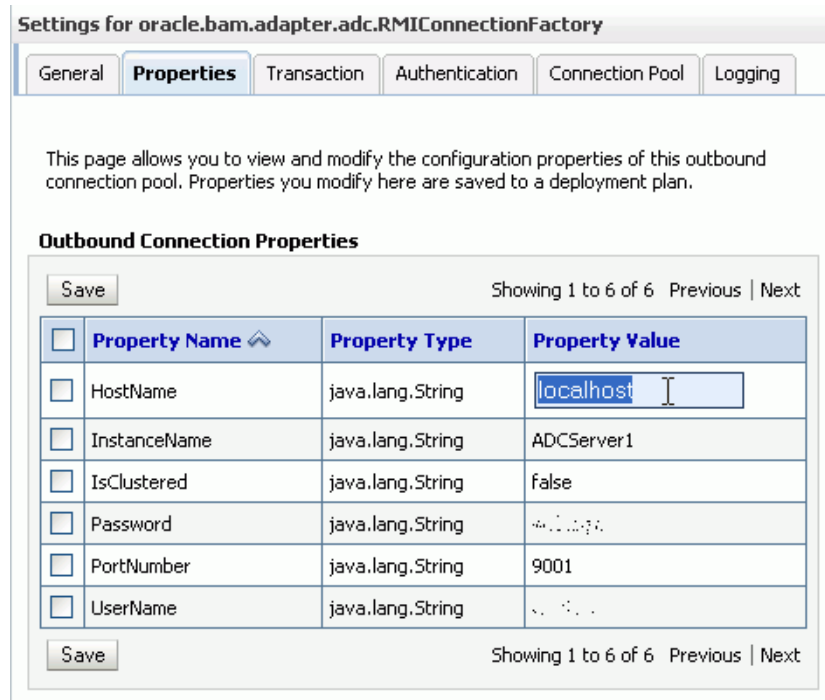 Settings for oracle.bam.adapter.adc.RMIConnectionFactory
General Properties Transaction Authentication Connection Pool Logging
This page allows you to view and modify the configuration properties of this outbound
connection pool. Properties you modify here are saved to a deployment plan.
Outbound Connection Properties
Save Showing 1 to 6 of 6 Previous | Next
Property Name Property Type Property Value
HostName java.lang.String localhost
InstanceName java.lang.String ADCServer1
IsClustered java.lang.String false
Password java.lang.String
PortNumber java.lang.String 9001
UserName java.lang.String
Save Showing 1 to 6 of 6 Previous | Next